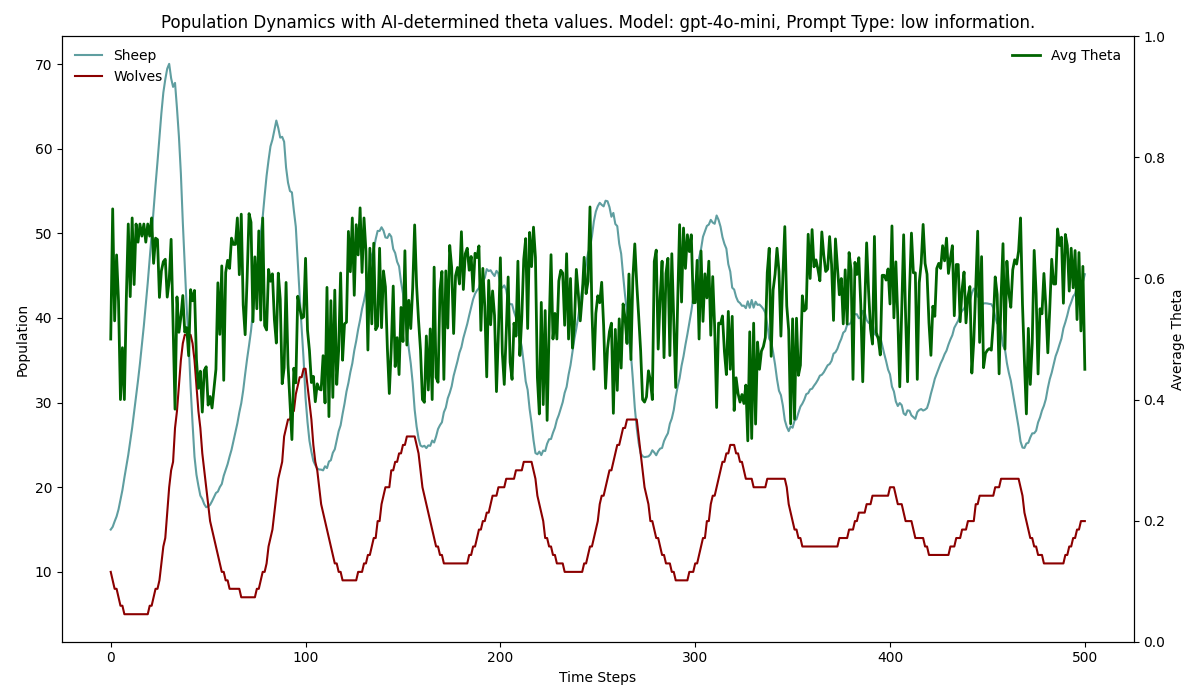 Population Dynamics with AI-determined theta values. Model: gpt-4o-mini, Prompt Type: low information.
Sheep
Wolves
Avg Theta
Population
70
60
50
40
30
20
10
1.0
0.8
0.6
0.4
0.2
0.0
Average Theta
0 100 200 300 400 500
Time Steps